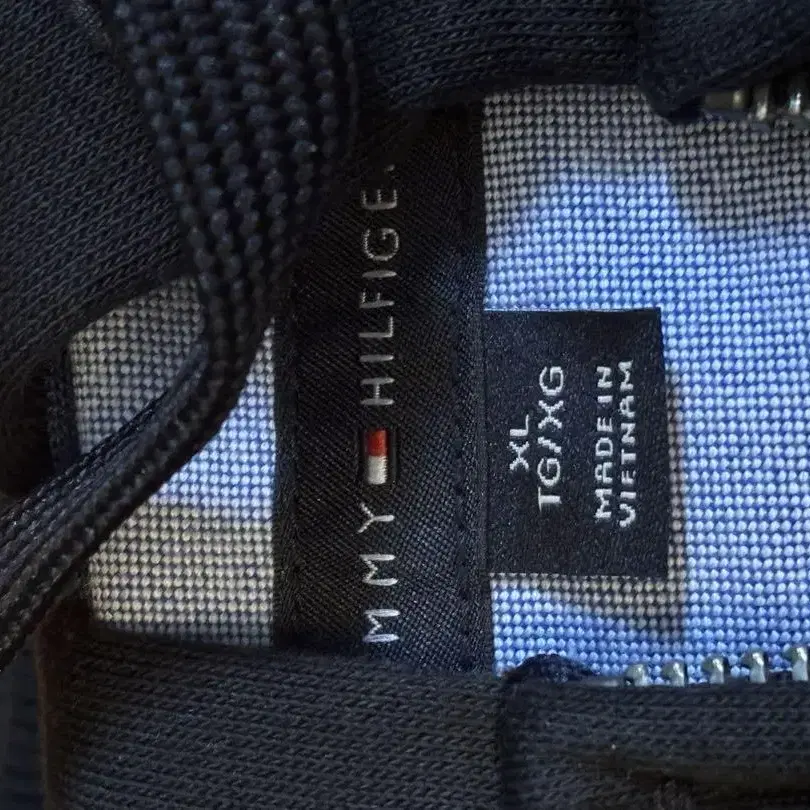 MMY HILFIGE
XL
TG/XG
MADE IN
VIETNAM